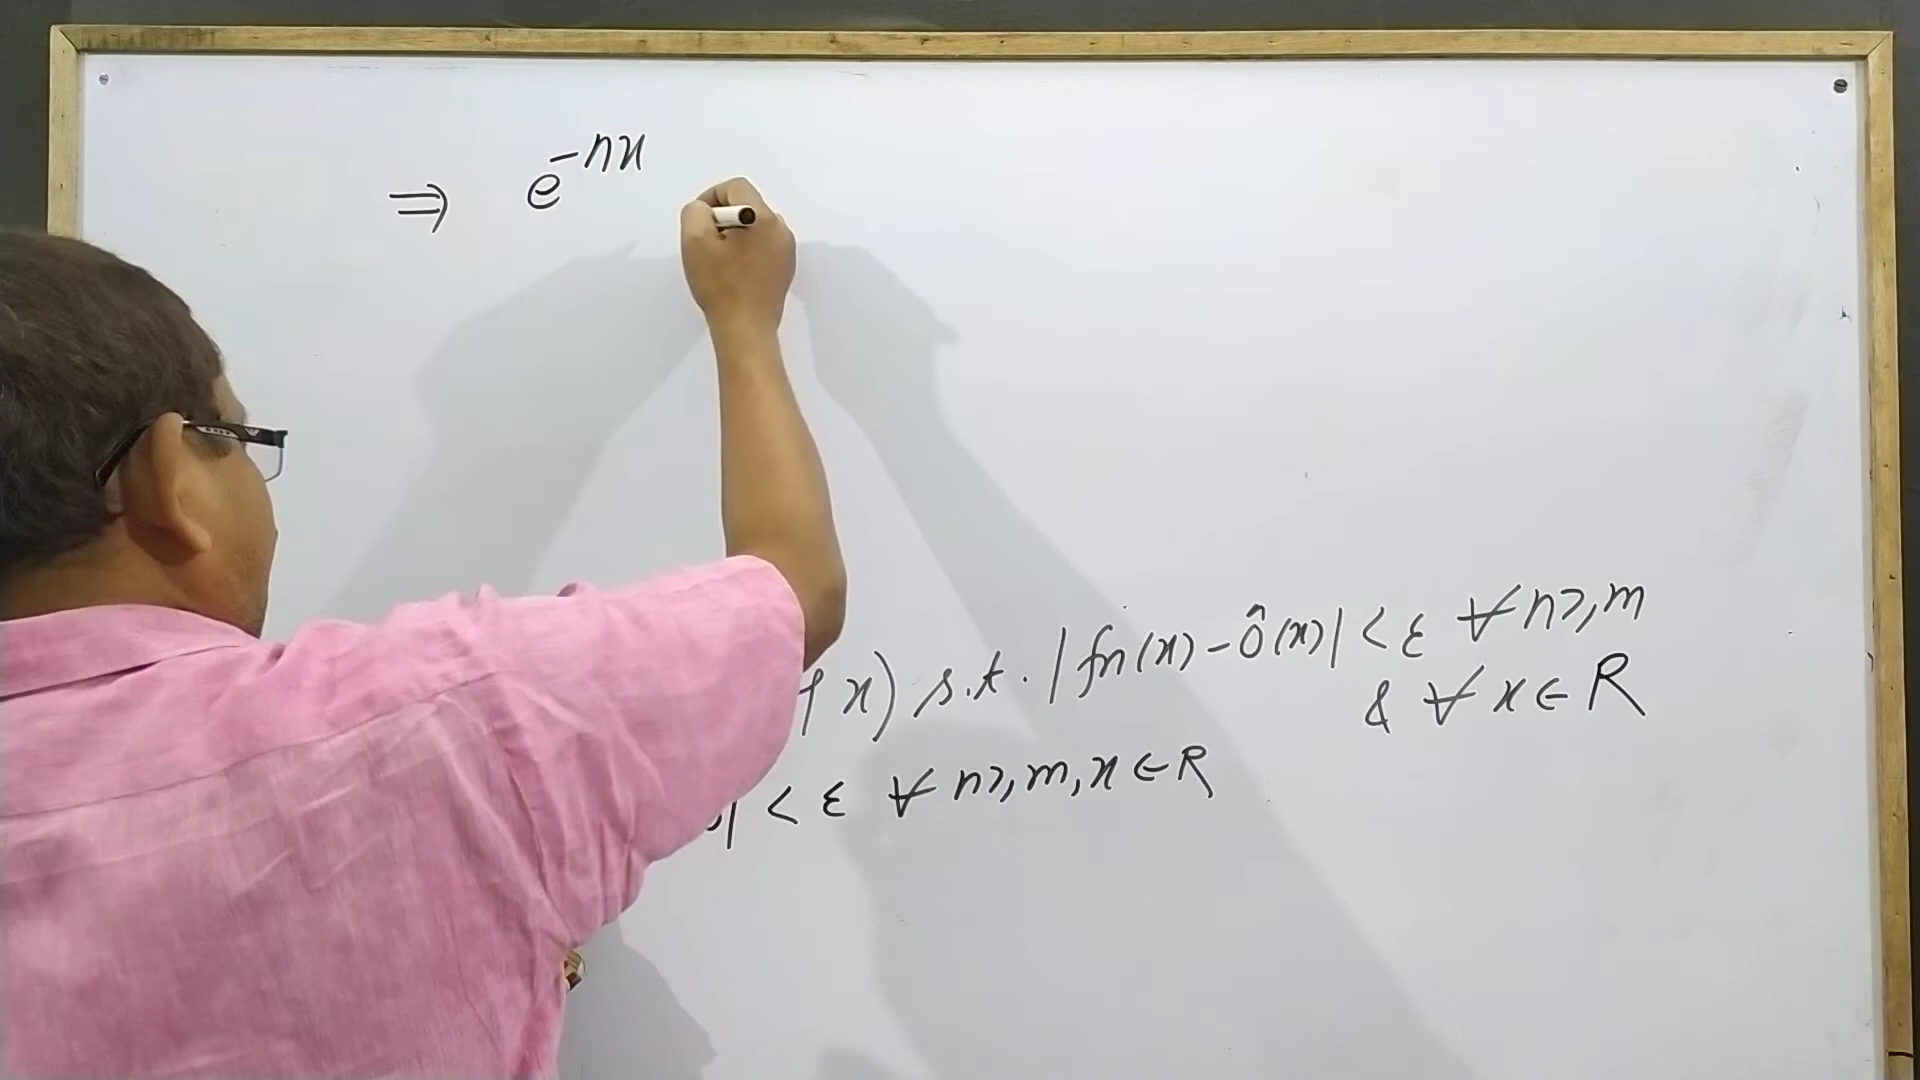 ⇒ e^{-nx}
x) s.t. |fn(x) - ô(x)| < ε ∀ n≥m
& ∀ x ∈ R
| < ε ∀ n≥m, x ∈ R